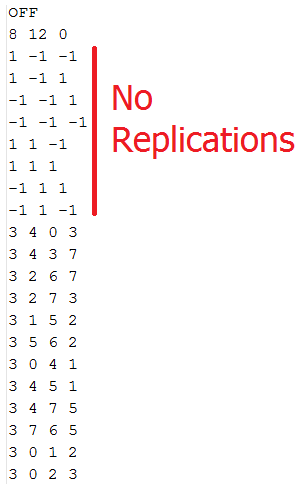 OFF
8 12 0
1 -1 -1
1 -1 1
-1 -1 1
-1 -1 -1
1 1 -1
1 1 1
-1 1 1
-1 1 -1
No
Replications
3 4 0 3
3 4 3 7
3 2 6 7
3 2 7 3
3 1 5 2
3 5 6 2
3 0 4 1
3 4 5 1
3 4 7 5
3 7 6 5
3 0 1 2
3 0 2 3